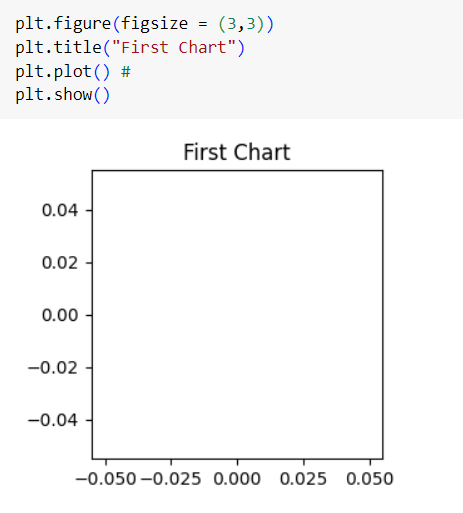 plt.figure(figsize = (3,3))
plt.title("First Chart")
plt.plot() #
plt.show()
First Chart
0.04
0.02
0.00
−0.02
−0.04
−0.050 −0.025 0.000 0.025 0.050